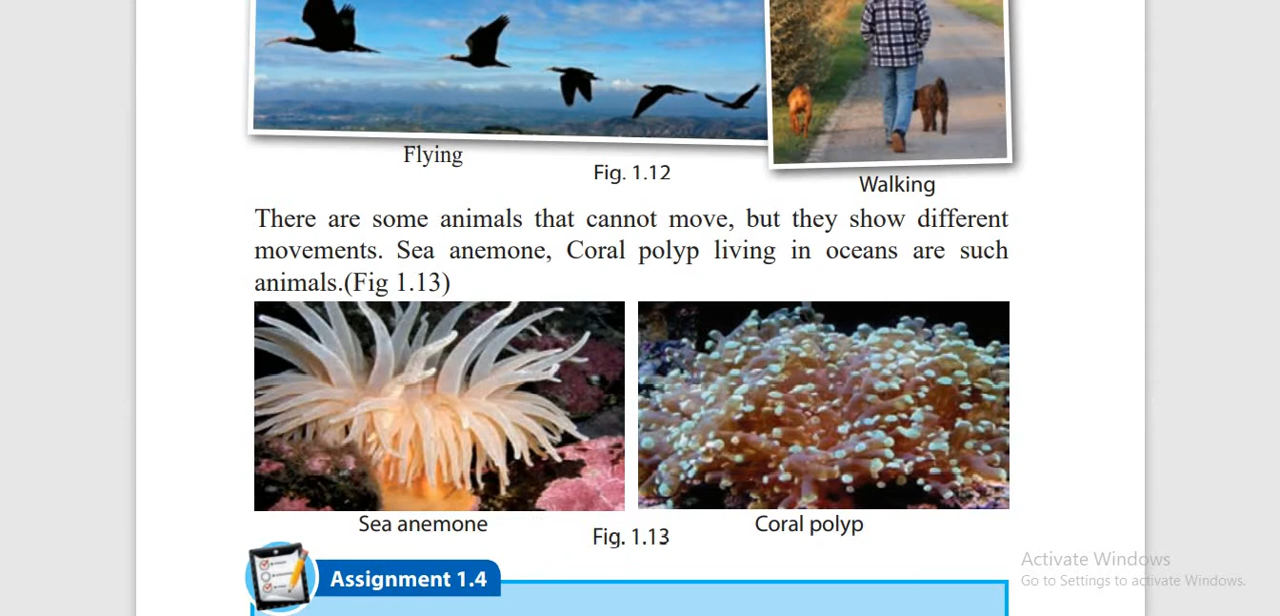 Flying
Fig. 1.12
Walking
There are some animals that cannot move, but they show different
movements. Sea anemone, Coral polyp living in oceans are such
animals.(Fig 1.13)
Sea anemone
Fig. 1.13
Coral polyp
Assignment 1.4
Activate Windows
Go to Settings to activate Windows.